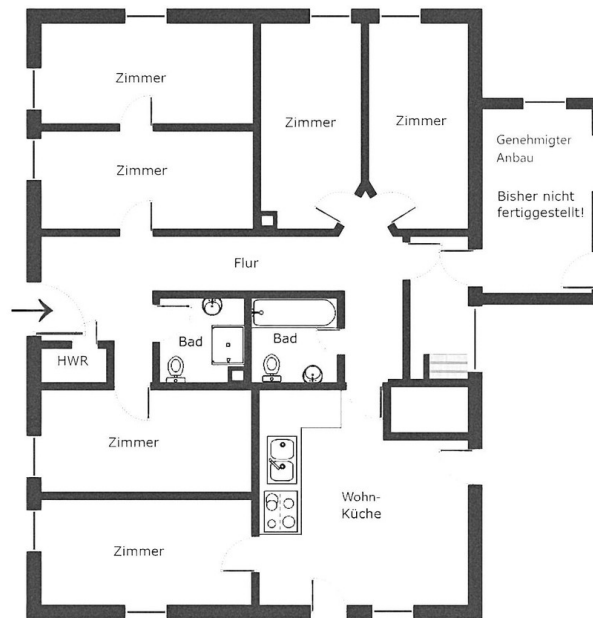 Zimmer
Zimmer
Zimmer
Zimmer
Genehmigter
Anbau
Bisher nicht
fertiggestellt!
Flur
Bad
Bad
HWR
Zimmer
Wohn-
Küche
Zimmer